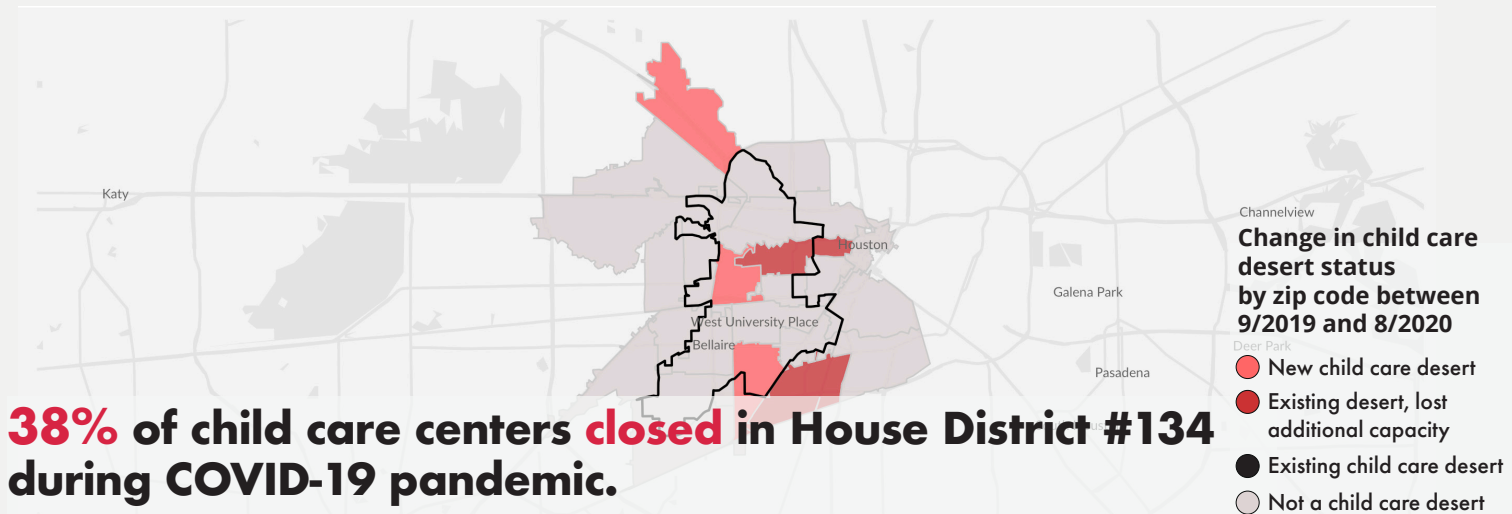 Katy
Channelview
Houston
Change in child care
desert status
by zip code between
9/2019 and 8/2020
Galena Park
West University Place
Bellaire
Deer Park
Pasadena
New child care desert
Existing desert, lost
additional capacity
Existing child care desert
Not a child care desert
38% of child care centers closed in House District #134
during COVID-19 pandemic.